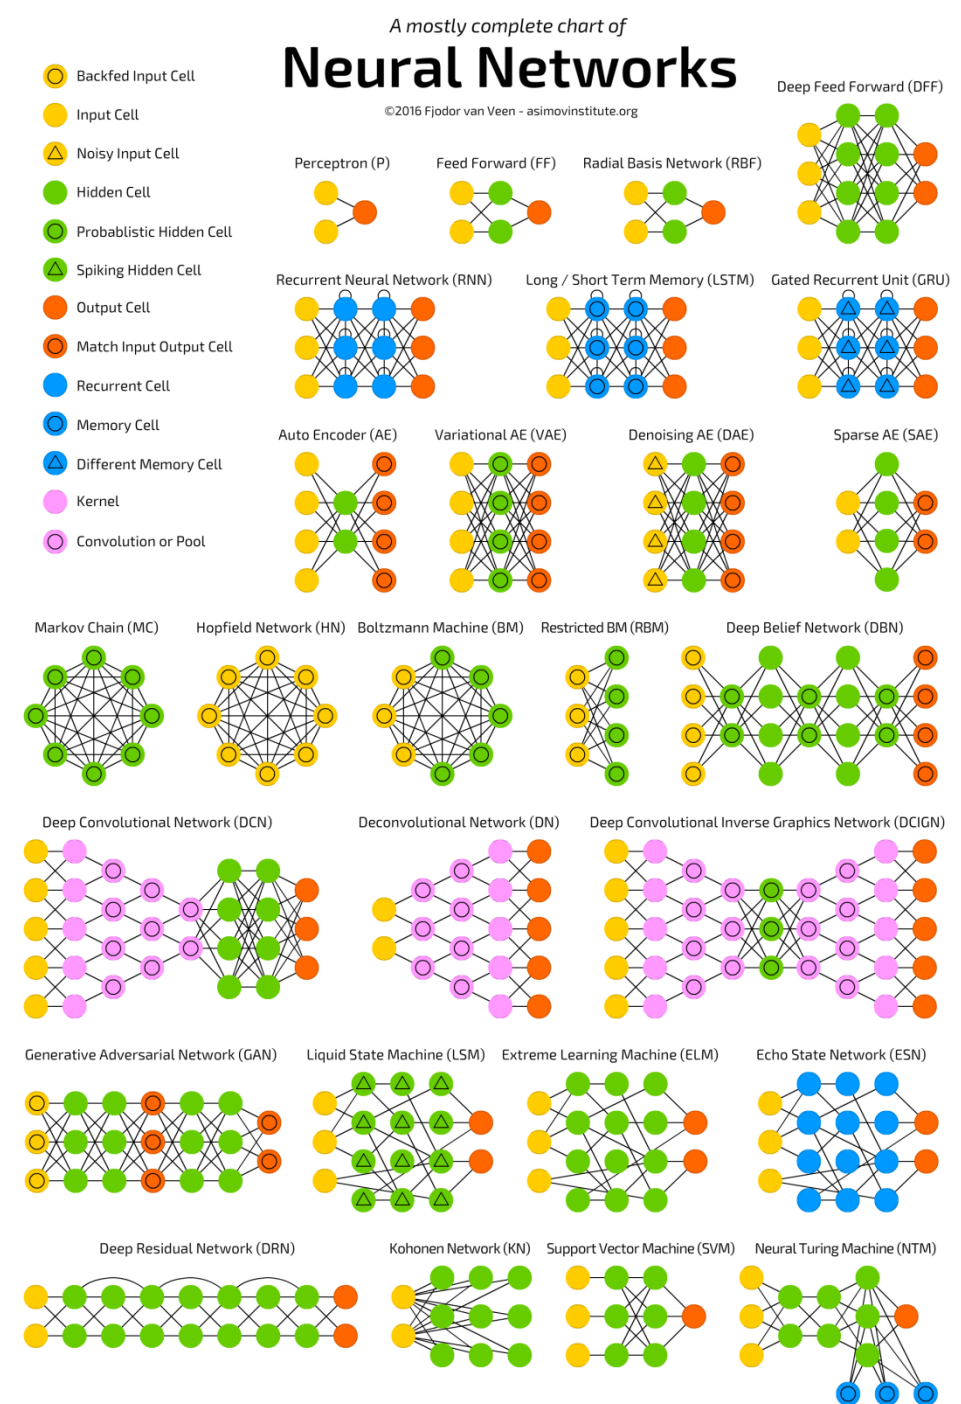 A mostly complete chart of
Neural Networks
©2016 Fjodor van Veen - asimovinstitute.org
Backfed Input Cell
Input Cell
Noisy Input Cell
Hidden Cell
Probablistic Hidden Cell
Spiking Hidden Cell
Output Cell
Match Input Output Cell
Recurrent Cell
Memory Cell
Different Memory Cell
Kernel
Convolution or Pool
Deep Feed Forward (DFF)
Perceptron (P)
Feed Forward (FF)
Radial Basis Network (RBF)
Recurrent Neural Network (RNN)
Long / Short Term Memory (LSTM)
Gated Recurrent Unit (GRU)
Auto Encoder (AE)
Variational AE (VAE)
Denoising AE (DAE)
Sparse AE (SAE)
Markov Chain (MC)
Hopfield Network (HN)
Boltzmann Machine (BM)
Restricted BM (RBM)
Deep Belief Network (DBN)
Deep Convolutional Network (DCN)
Deconvolutional Network (DN)
Deep Convolutional Inverse Graphics Network (DCIGN)
Generative Adversarial Network (GAN)
Liquid State Machine (LSM)
Extreme Learning Machine (ELM)
Echo State Network (ESN)
Deep Residual Network (DRN)
Kohonen Network (KN)
Support Vector Machine (SVM)
Neural Turing Machine (NTM)